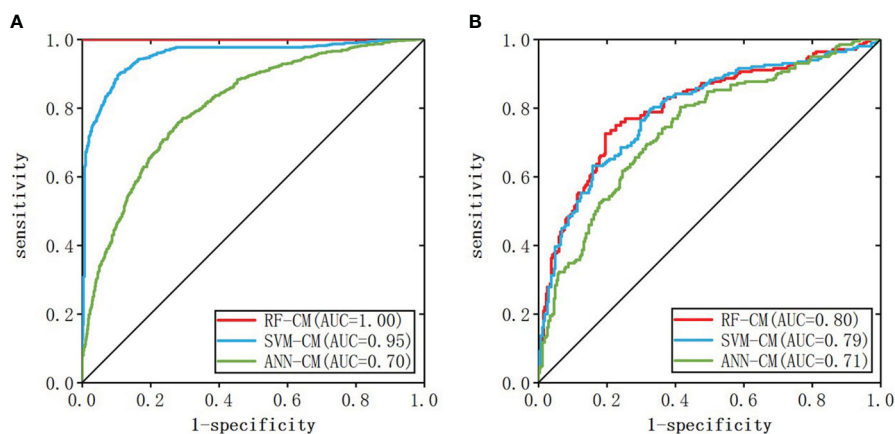 A
1.0
0.8
0.6
0.4
0.2
0.0
0.0 0.2 0.4 0.6 0.8 1.0
sensitivity
1-specificity
RF-CM(AUC=1.00)
SVM-CM(AUC=0.95)
ANN-CM(AUC=0.70)
B
1.0
0.8
0.6
0.4
0.2
0.0
0.0 0.2 0.4 0.6 0.8 1.0
sensitivity
1-specificity
RF-CM(AUC=0.80)
SVM-CM(AUC=0.79)
ANN-CM(AUC=0.71)